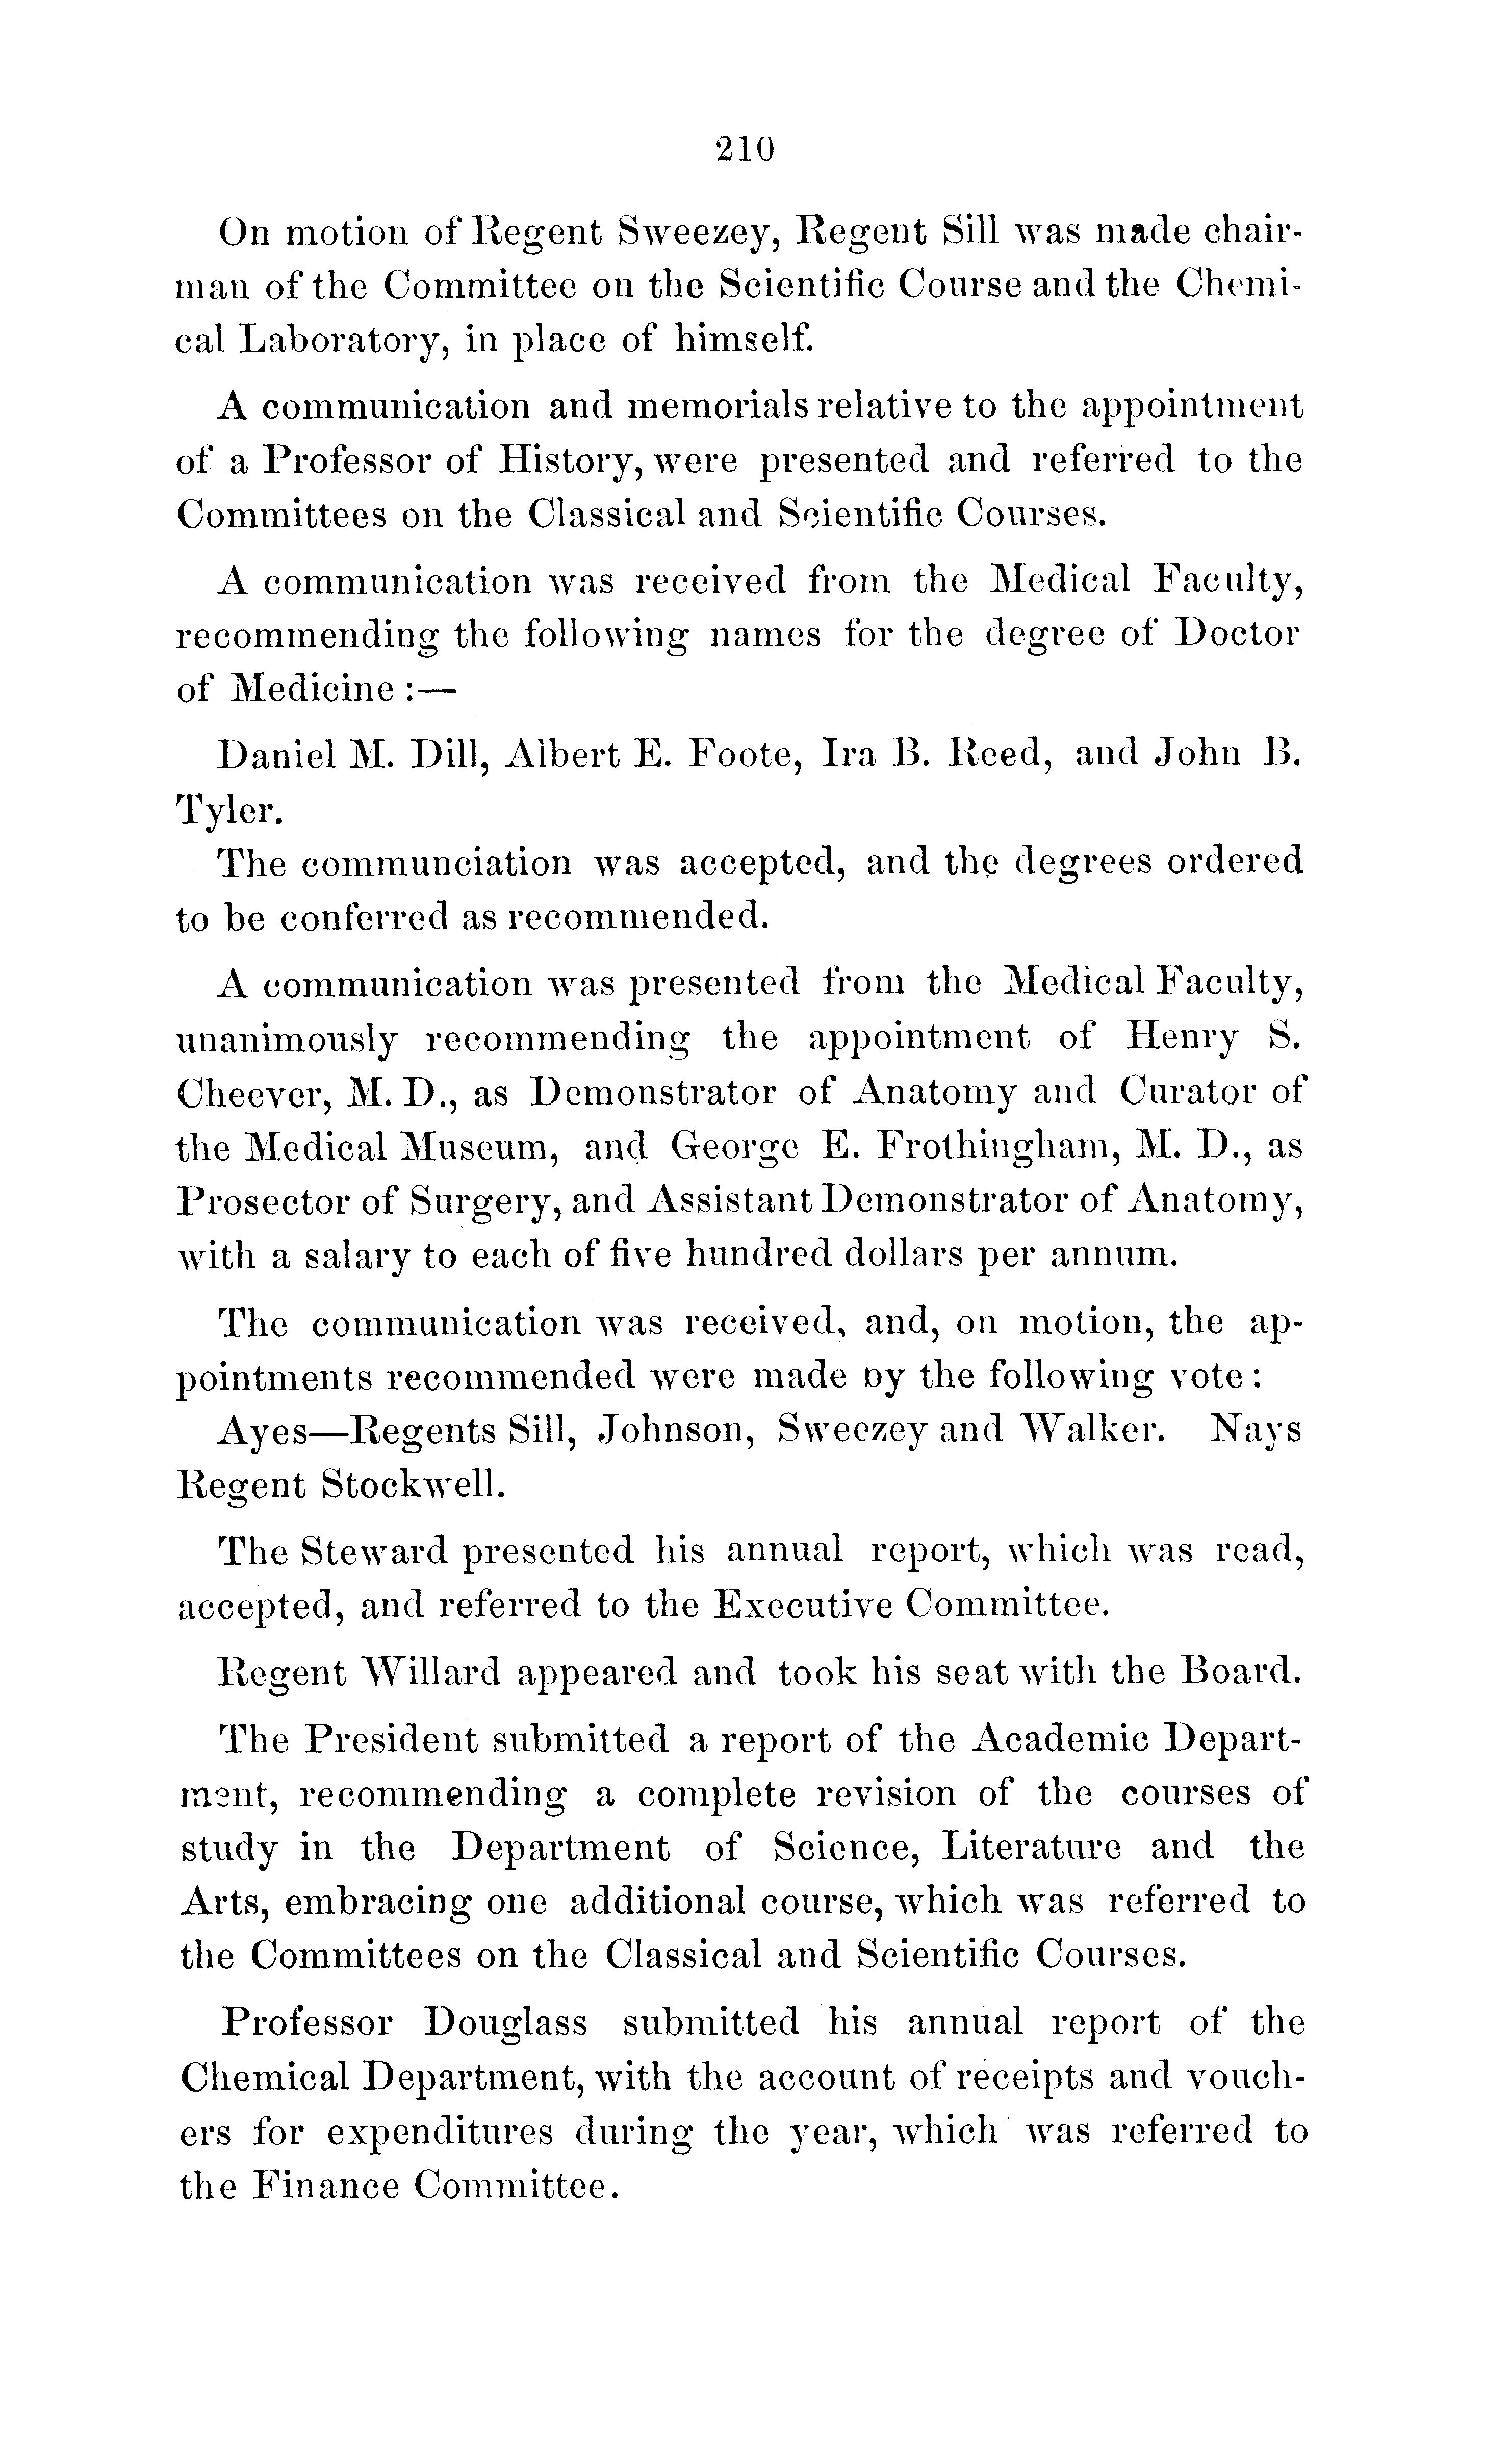 210
On motion of Regent Sweezey, Regent Sill was made chair-
man of the Committee on the Scientific Course and the Chemi-
cal Laboratory, in place of himself.
A communication and memorials relative to the appointment
of a Professor of History, were presented and referred to the
Committees on the Classical and Scientific Courses.
A communication was received from the Medical Faculty,
recommending the following names for the degree of Doctor
of Medicine :—
Daniel M. Dill, Albert E. Foote, Ira B. Reed, and John B.
Tyler.
The communciation was accepted, and the degrees ordered
to be conferred as recommended.
A communication was presented from the Medical Faculty,
unanimously recommending the appointment of Henry S.
Cheever, M. D., as Demonstrator of Anatomy and Curator of
the Medical Museum, and George E. Frothingham, M. D., as
Prosector of Surgery, and Assistant Demonstrator of Anatomy,
with a salary to each of five hundred dollars per annum.
The communication was received, and, on motion, the ap-
pointments recommended were made by the following vote :
Ayes—Regents Sill, Johnson, Sweezey and Walker. Nays
Regent Stockwell.
The Steward presented his annual report, which was read,
accepted, and referred to the Executive Committee.
Regent Willard appeared and took his seat with the Board.
The President submitted a report of the Academic Depart-
ment, recommending a complete revision of the courses of
study in the Department of Science, Literature and the
Arts, embracing one additional course, which was referred to
the Committees on the Classical and Scientific Courses.
Professor Douglass submitted his annual report of the
Chemical Department, with the account of receipts and vouch-
ers for expenditures during the year, which was referred to
the Finance Committee.